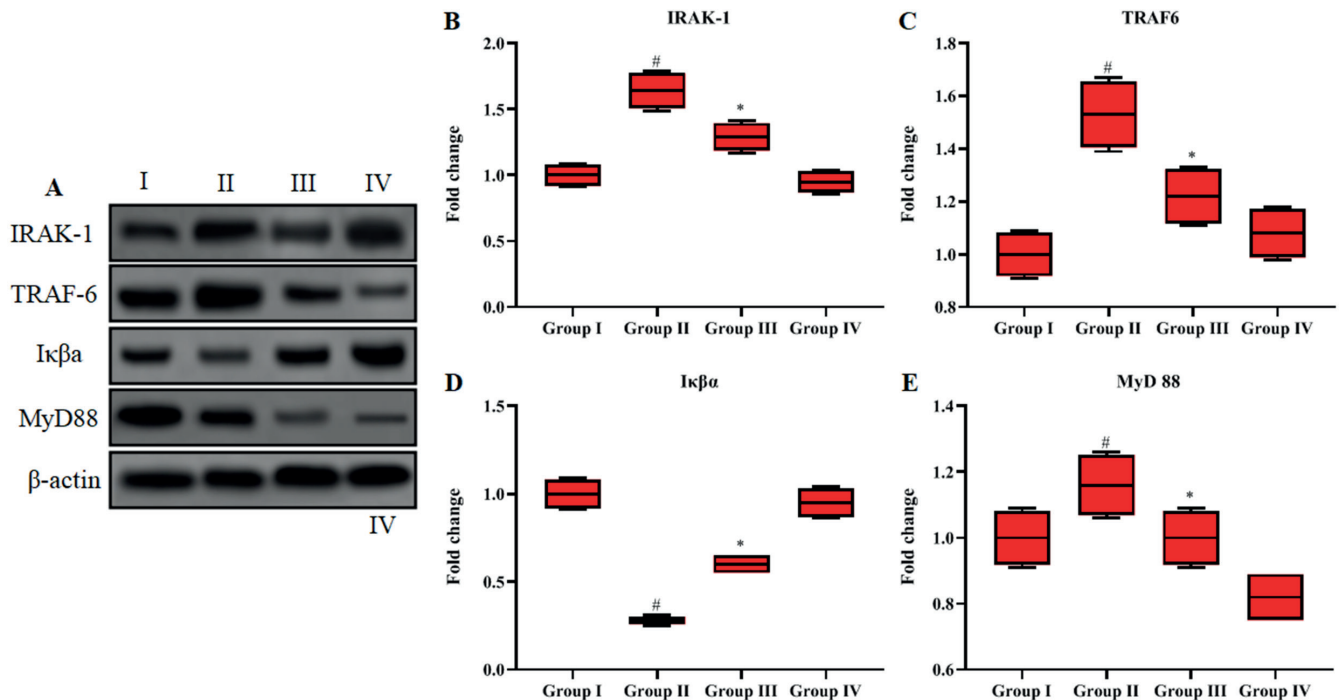 A
I II III IV
IRAK-1
TRAF-6
Iκβa
MyD88
β-actin
IV
B
IRAK-1
Fold change
2.0
1.5
1.0
0.5
0.0
#
*
Group I Group II Group III Group IV
C
TRAF6
Fold change
1.8
1.6
1.4
1.2
1.0
0.8
#
*
Group I Group II Group III Group IV
D
Iκβα
Fold change
1.5
1.0
0.5
0.0
#
*
Group I Group II Group III Group IV
E
MyD 88
Fold change
1.4
1.2
1.0
0.8
0.6
#
*
Group I Group II Group III Group IV